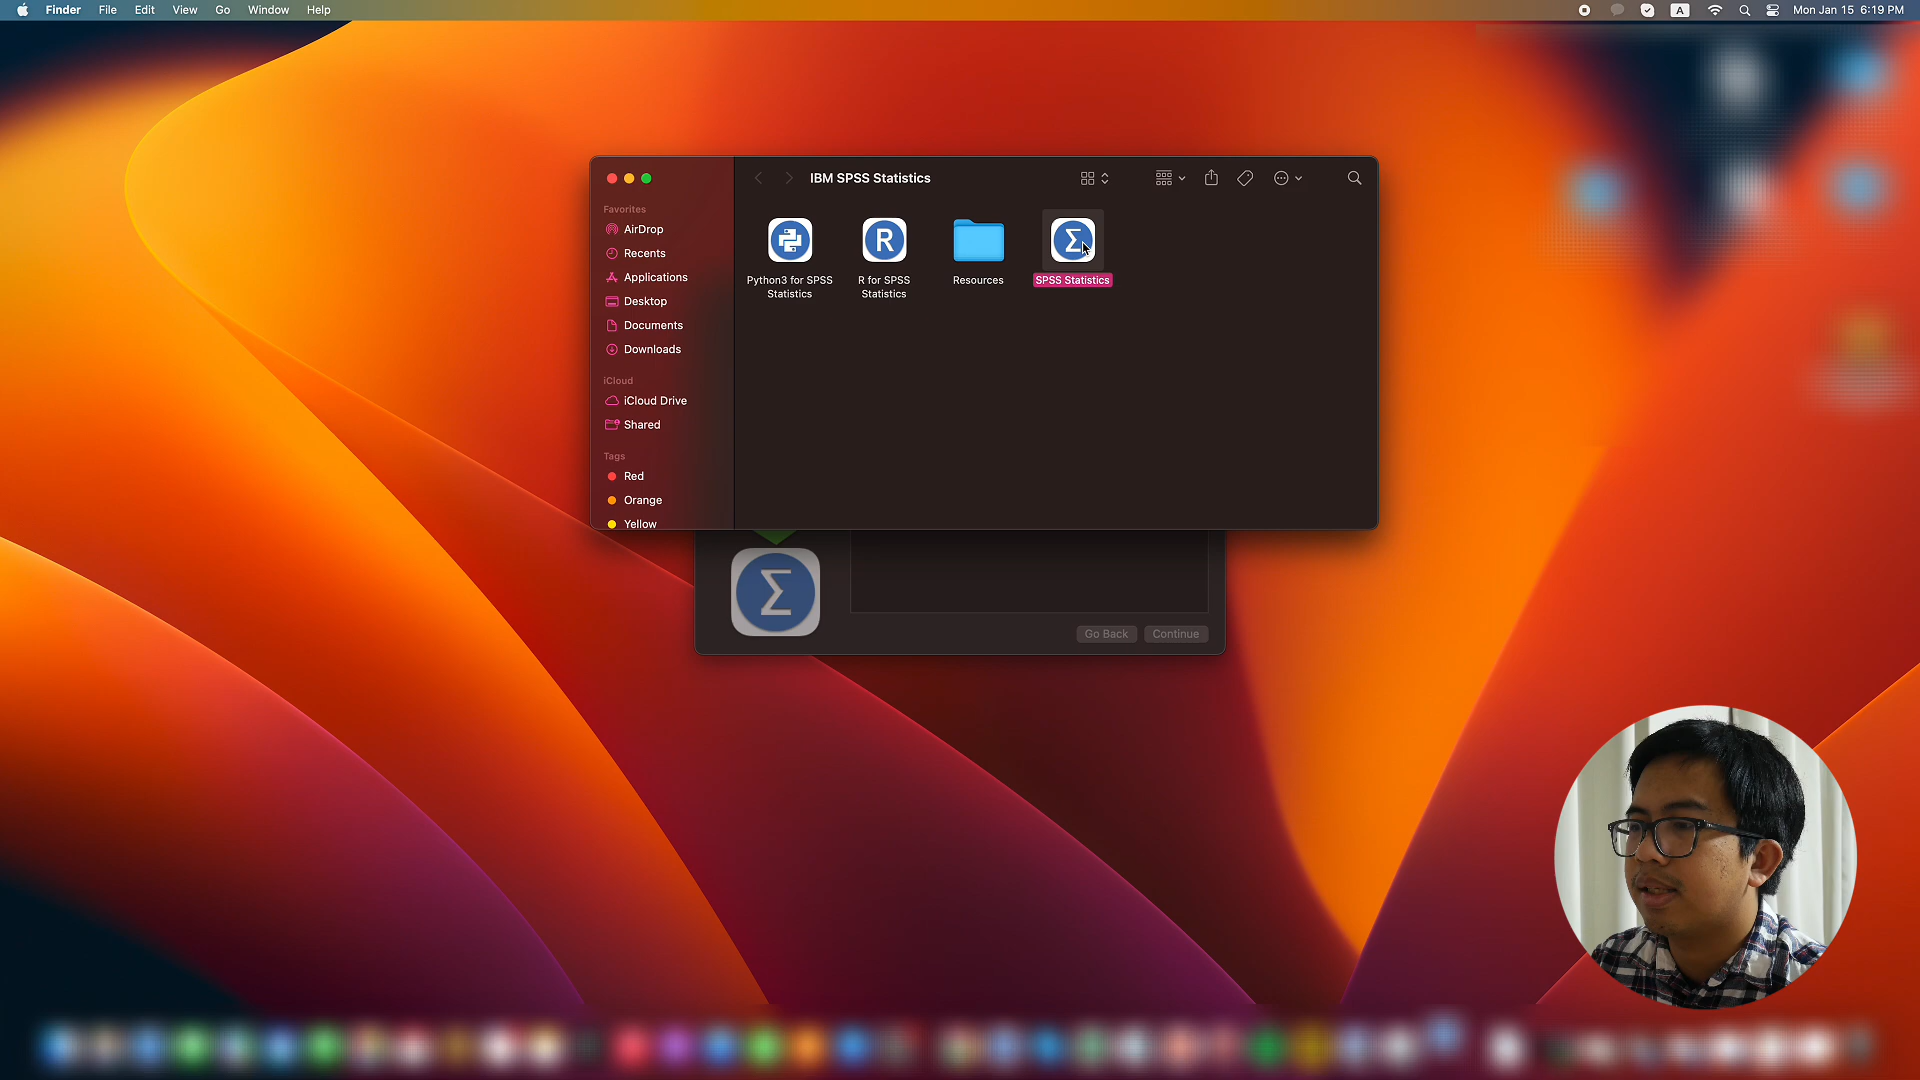 Finder File Edit View Go Window Help
A Mon Jan 15 6:19 PM
IBM SPSS Statistics
Favorites
AirDrop
Recents
Applications
Desktop
Documents
Downloads
iCloud
iCloud Drive
Shared
Tags
Red
Orange
Yellow
Python3 for SPSS
Statistics
R
R for SPSS
Statistics
Resources
Σ
SPSS Statistics
Σ
Go Back Continue